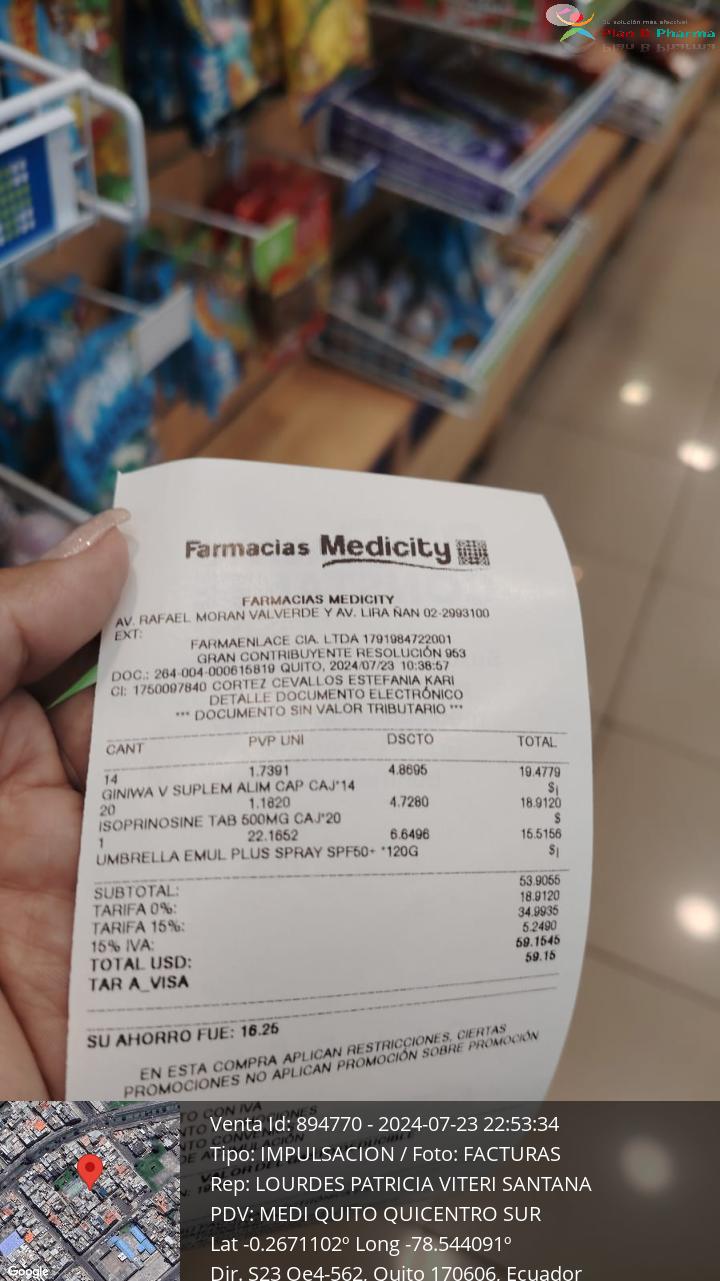 Su solución más efectiva!
Plan B Pharma
Farmacias Medicity
FARMACIAS MEDICITY
AV. RAFAEL MORAN VALVERDE Y AV. LIRA ÑAN 02-2993100
EXT:
FARMAENLACE CIA. LTDA 1791984722001
GRAN CONTRIBUYENTE RESOLUCIÓN 953
DOC.: 264-004-000615819 QUITO, 2024/07/23 10:38:57
CI: 1750097840 CORTEZ CEVALLOS ESTEFANIA KARI
DETALLE DOCUMENTO ELECTRÓNICO
*** DOCUMENTO SIN VALOR TRIBUTARIO ***
CANT PVP UNI DSCTO TOTAL
14 1.7391 4.8695 19.4779
GINIWA V SUPLEM ALIM CAP CAJ*14 $i
20 1.1820 4.7280 18.9120
ISOPRINOSINE TAB 500MG CAJ*20 $
1 22.1652 6.6496 15.5156
UMBRELLA EMUL PLUS SPRAY SPF50+ *120G $i
SUBTOTAL: 53.9055
TARIFA 0%: 18.9120
TARIFA 15%: 34.9935
15% IVA: 5.2490
TOTAL USD: 59.1545
TAR A_VISA 59.15
SU AHORRO FUE: 16.25
EN ESTA COMPRA APLICAN RESTRICCIONES, CIERTAS
PROMOCIONES NO APLICAN PROMOCIÓN SOBRE PROMOCIÓN
CON IVA
Venta Id: 894770 - 2024-07-23 22:53:34
Tipo: IMPULSACION / Foto: FACTURAS
Rep: LOURDES PATRICIA VITERI SANTANA
PDV: MEDI QUITO QUICENTRO SUR
Lat -0.2671102º Long -78.544091º
Dir. S23 Oe4-562, Quito 170606, Ecuador
Google